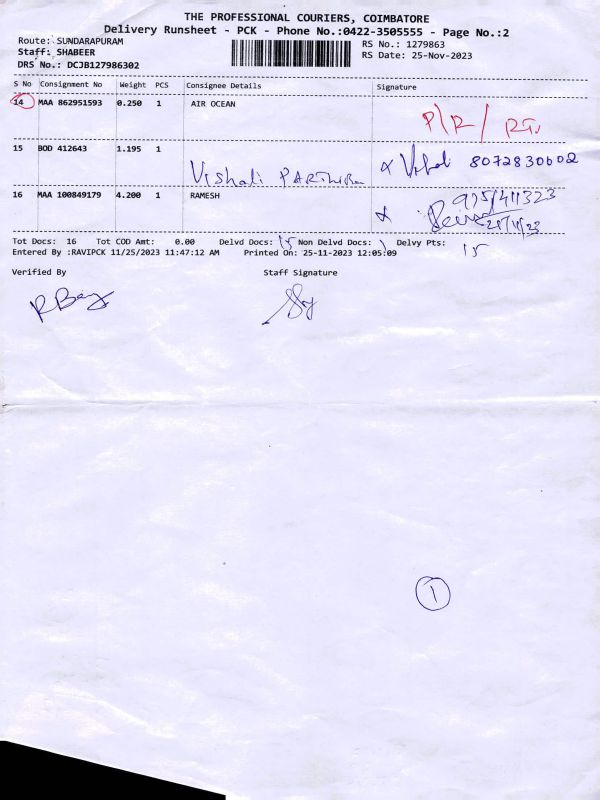 THE PROFESSIONAL COURIERS, COIMBATORE
Delivery Runsheet - PCK - Phone No.:0422-3505555 - Page No.:2
Route: SUNDARAPURAM
RS No.: 1279863
Staff: SHABEER
RS Date: 25-Nov-2023
DRS No.: DCJB127986302
S No Consignment No Weight PCS Consignee Details Signature
14 MAA 862951593 0.250 1 AIR OCEAN
P/R/
15 BOD 412643 1.195 1
Vishali 8072830602
16 MAA 100849179 4.200 1 RAMESH
Tot Docs: 16 Tot COD Amt: 0.00 Delvd Docs: 15 Non Delvd Docs: 1 Delvy Pts: 15
Entered By :RAVIPCK 11/25/2023 11:47:12 AM Printed On: 25-11-2023 12:05:09
Verified By Staff Signature
1